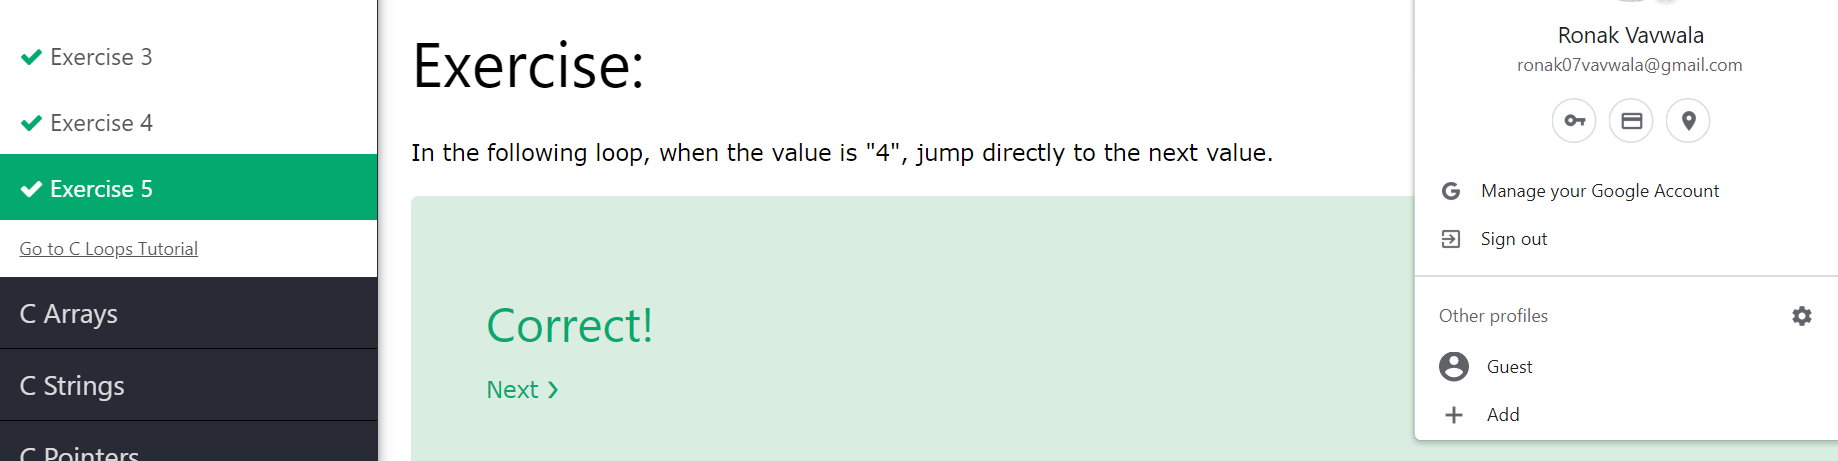 Exercise 3
Exercise 4
Exercise 5
Go to C Loops Tutorial
C Arrays
C Strings
C Pointers
Exercise:
In the following loop, when the value is "4", jump directly to the next value.
Correct!
Next ❯
Ronak Vavwala
ronak07vavwala@gmail.com
Manage your Google Account
Sign out
Other profiles
Guest
Add